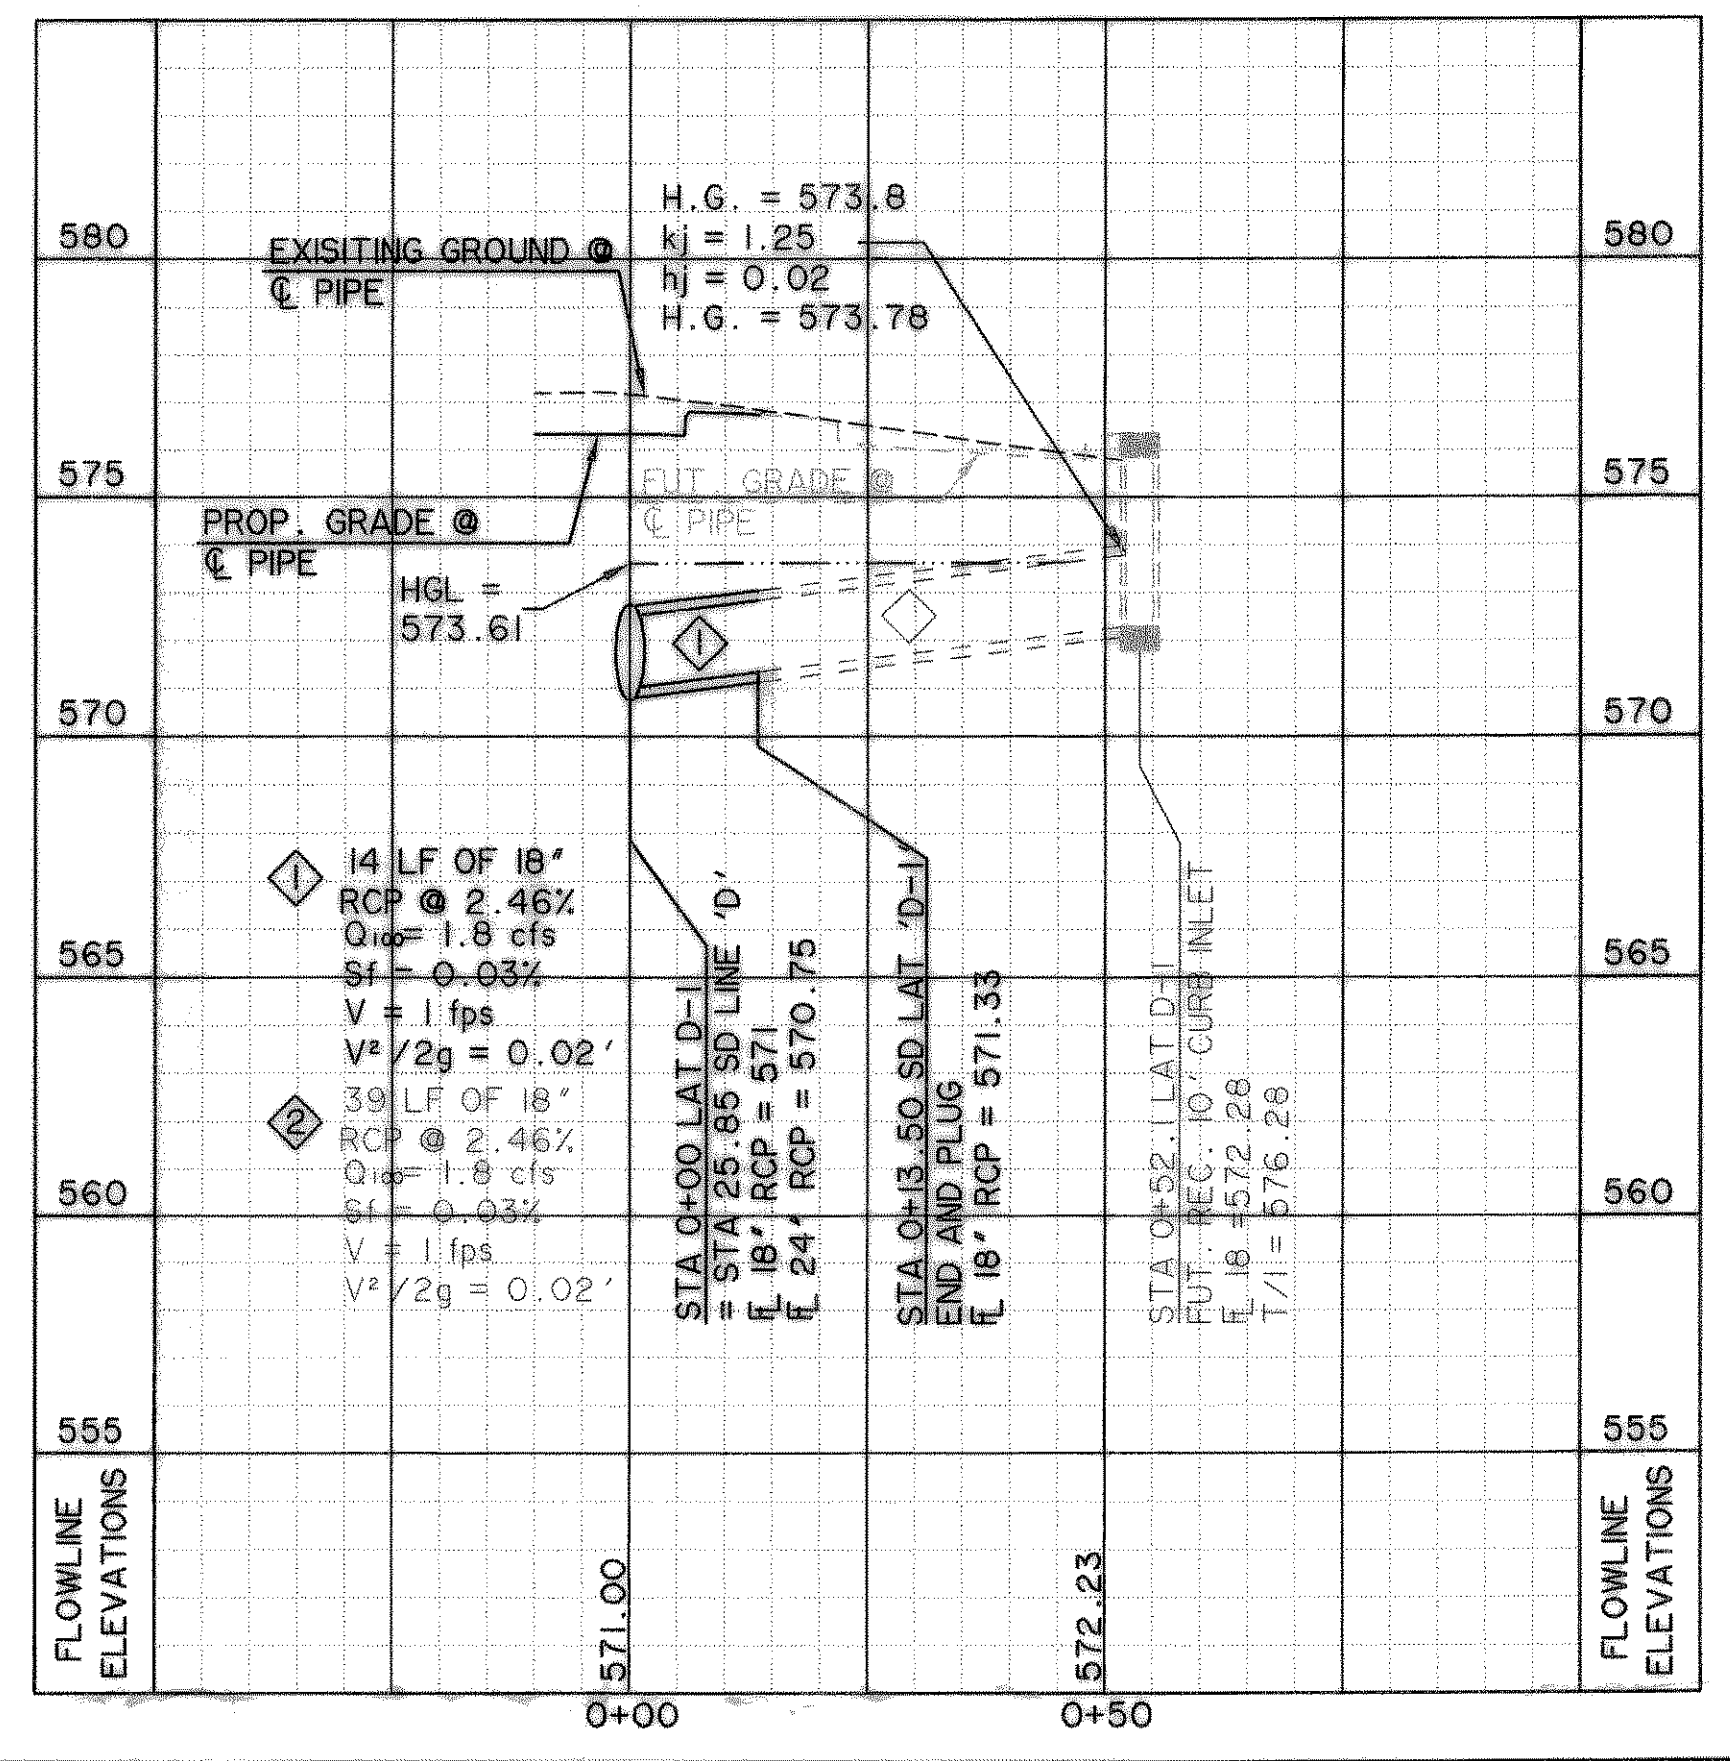 H.G. = 573.8
kj = 1.25
hj = 0.02
H.G. = 573.78
580
580
EXISITING GROUND @
℄ PIPE
575
575
FUT. GRADE @
℄ PIPE
PROP. GRADE @
℄ PIPE
HGL =
573.61
1
570
570
1
14 LF OF 18"
RCP @ 2.46%
Q100= 1.8 cfs
Sf = 0.03%
V = 1 fps
V²/2g = 0.02'
565
565
2
39 LF OF 18"
RCP @ 2.46%
Q100= 1.8 cfs
Sf = 0.03%
V = 1 fps
V²/2g = 0.02'
560
560
STA 0+00 LAT D-1
= STA 25.85 SD LINE 'D'
FL 18" RCP = 571
FL 24" RCP = 570.75
STA 0+13.50 SD LAT 'D-1'
END AND PLUG
FL 18" RCP = 571.33
STA 0+52.11 LAT D-1
FUT. REC. 10' CURB INLET
FL 18 =572.28
T/I = 576.28
555
555
FLOWLINE
ELEVATIONS
571.00
572.23
FLOWLINE
ELEVATIONS
0+00
0+50